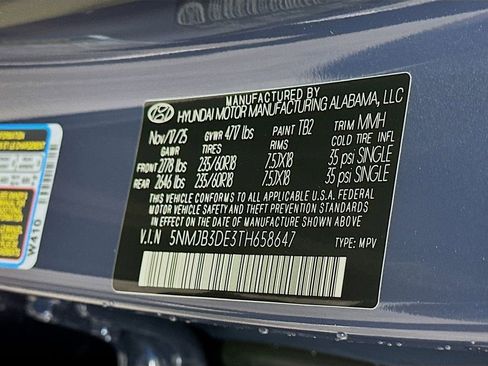 MANUFACTURED BY
HYUNDAI MOTOR MANUFACTURING ALABAMA, LLC
Nov/17/25 GVWR 4717 lbs PAINT TB2 TRIM MMH
GAWR TIRES RIMS COLD TIRE INFL
FRONT 2778 lbs 235/60R18 7.5JX18 35 psi SINGLE
REAR 2646 lbs 235/60R18 7.5JX18 35 psi SINGLE
THIS VEHICLE CONFORMS TO ALL APPLICABLE U.S.A. FEDERAL
MOTOR VEHICLE SAFETY AND THEFT PREVENTION STANDARDS
IN EFFECT ON THE DATE OF MANUFACTURE SHOWN ABOVE.
V.I.N 5NMJB3DE3TH658647 TYPE: MPV
W410